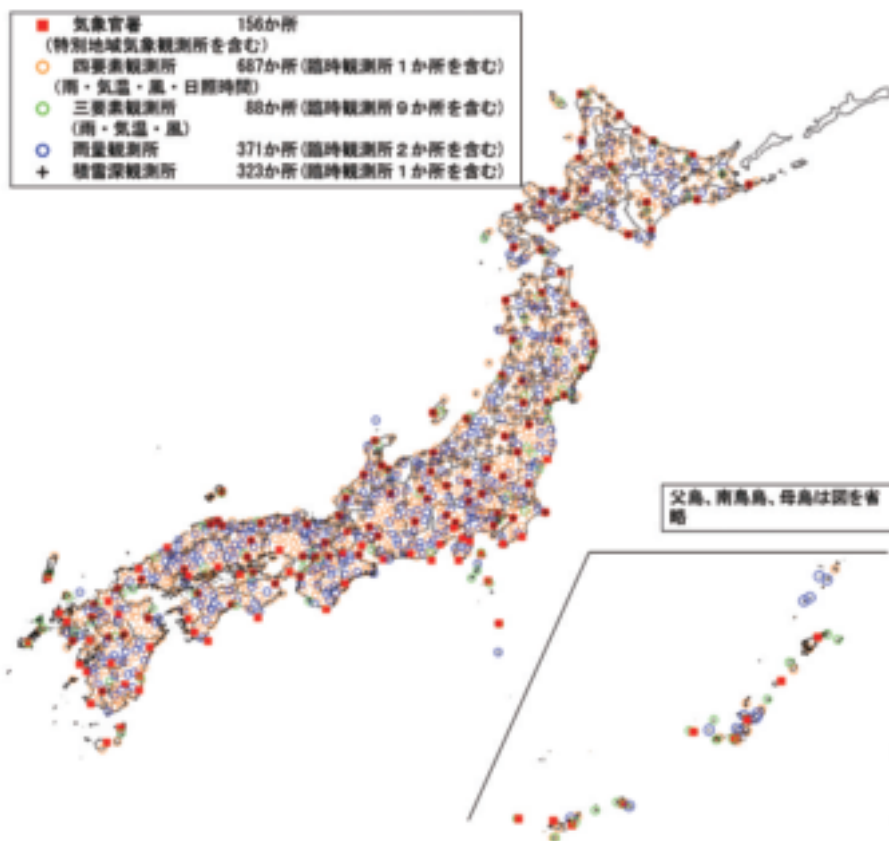 気象官署 156か所
(特別地域気象観測所を含む)
四要素観測所 687か所(臨時観測所1か所を含む)
(雨・気温・風・日照時間)
三要素観測所 88か所(臨時観測所9か所を含む)
(雨・気温・風)
雨量観測所 371か所(臨時観測所2か所を含む)
積雪深観測所 323か所(臨時観測所1か所を含む)
父島、南鳥島、母島は図を省
略